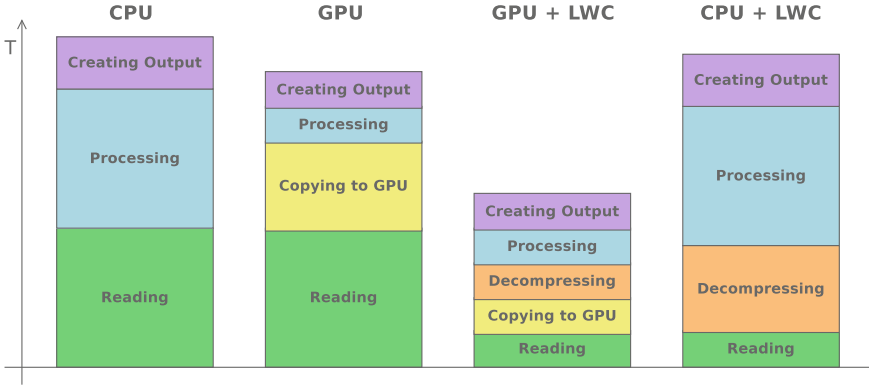 CPU
GPU
GPU + LWC
CPU + LWC
T
Creating Output
Processing
Reading
Creating Output
Processing
Copying to GPU
Reading
Creating Output
Processing
Decompressing
Copying to GPU
Reading
Creating Output
Processing
Decompressing
Reading